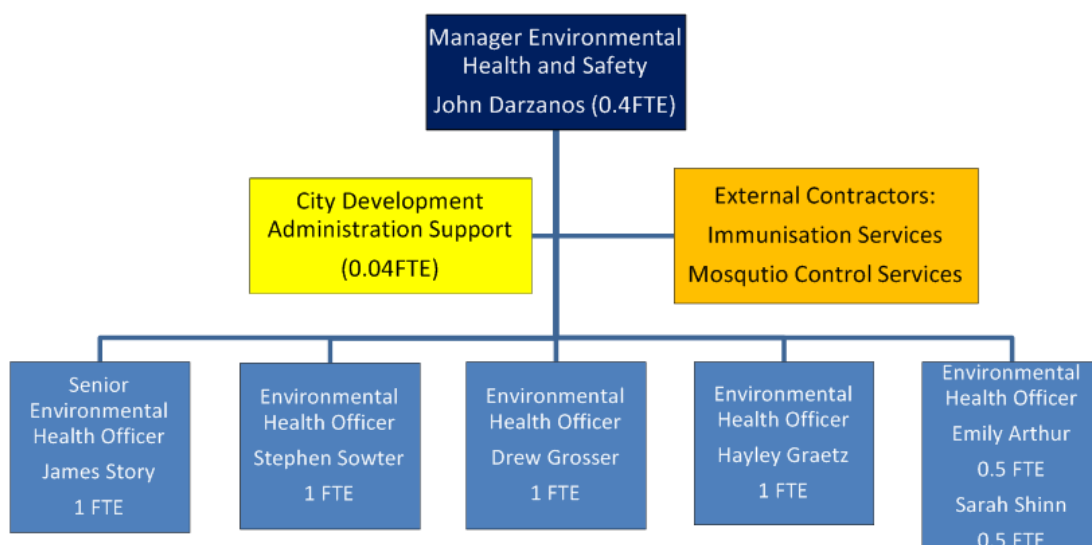 Manager Environmental
Health and Safety
John Darzanos (0.4FTE)
City Development
Administration Support
(0.04FTE)
External Contractors:
Immunisation Services
Mosqutio Control Services
Senior
Environmental
Health Officer
James Story
1 FTE
Environmental
Health Officer
Stephen Sowter
1 FTE
Environmental
Health Officer
Drew Grosser
1 FTE
Environmental
Health Officer
Hayley Graetz
1 FTE
Environmental
Health Officer
Emily Arthur
0.5 FTE
Sarah Shinn
0.5 FTE